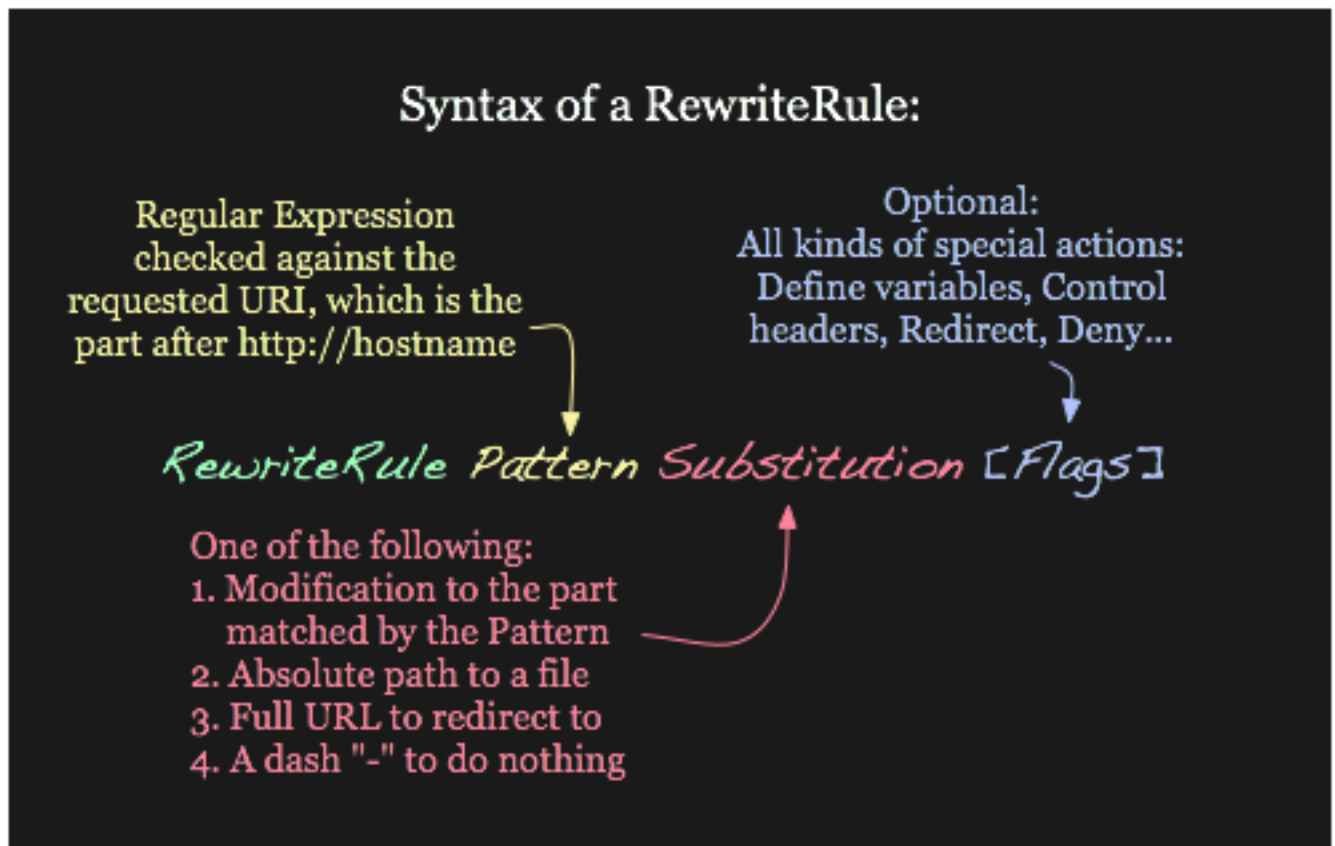 Syntax of a RewriteRule:
Regular Expression
checked against the
requested URI, which is the
part after http://hostname
Optional:
All kinds of special actions:
Define variables, Control
headers, Redirect, Deny...
RewriteRule Pattern Substitution [Flags]
One of the following:
1. Modification to the part
matched by the Pattern
2. Absolute path to a file
3. Full URL to redirect to
4. A dash "-" to do nothing